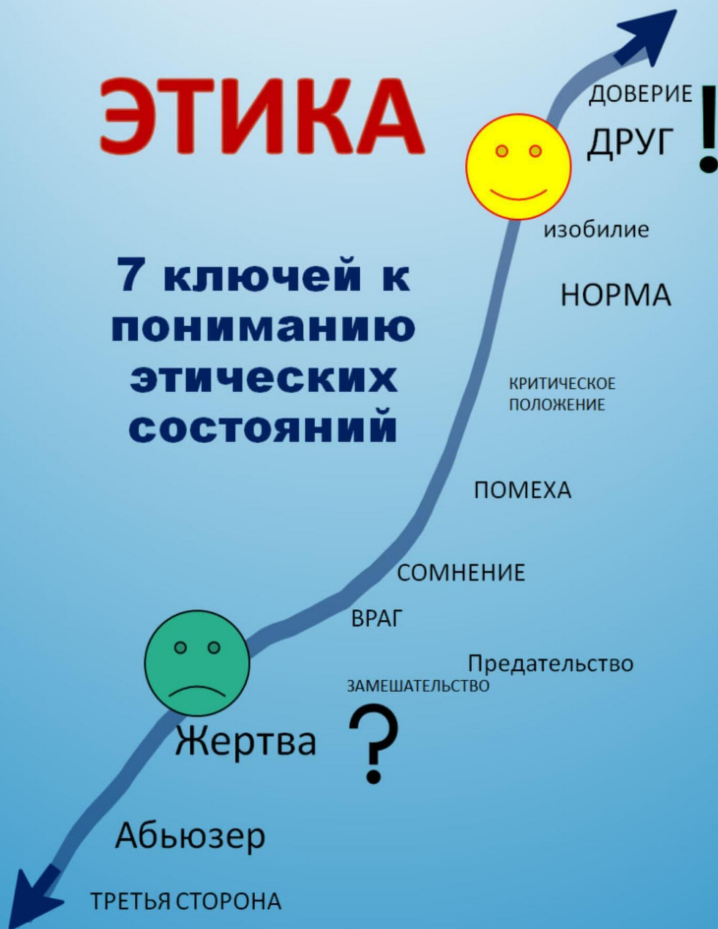 ЭТИКА
7 ключей к
пониманию
этических
состояний
ДОВЕРИЕ
ДРУГ !
изобилие
НОРМА
КРИТИЧЕСКОЕ
ПОЛОЖЕНИЕ
ПОМЕХА
СОМНЕНИЕ
ВРАГ
Предательство
ЗАМЕШАТЕЛЬСТВО
Жертва ?
Абьюзер
ТРЕТЬЯ СТОРОНА